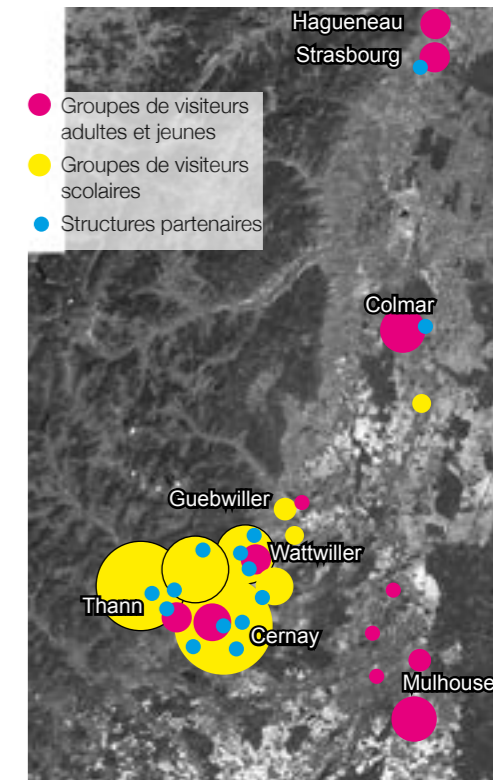 Hagueneau
Strasbourg
Groupes de visiteurs
adultes et jeunes
Groupes de visiteurs
scolaires
Structures partenaires
Colmar
Guebwiller
Wattwiller
Thann
Cernay
Mulhouse